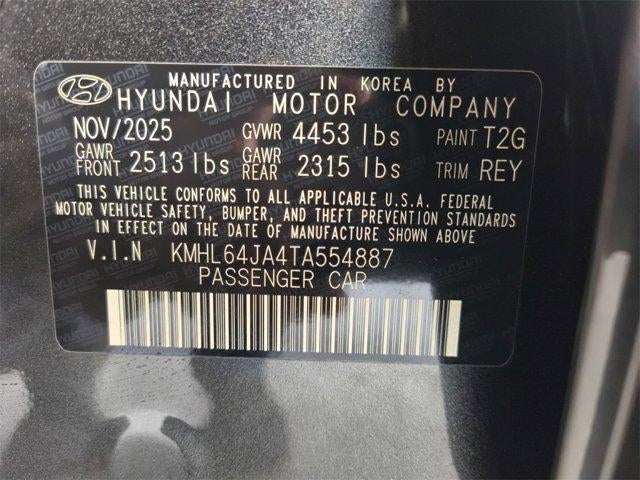 MANUFACTURED IN KOREA BY
HYUNDAI MOTOR COMPANY
NOV/2025 GVWR 4453 lbs PAINT T2G
GAWR FRONT 2513 lbs GAWR REAR 2315 lbs TRIM REY
THIS VEHICLE CONFORMS TO ALL APPLICABLE U.S.A. FEDERAL
MOTOR VEHICLE SAFETY, BUMPER, AND THEFT PREVENTION STANDARDS
IN EFFECT ON THE DATE OF MANUFACTURE SHOWN ABOVE
V.I.N KMHL64JA4TA554887
PASSENGER CAR